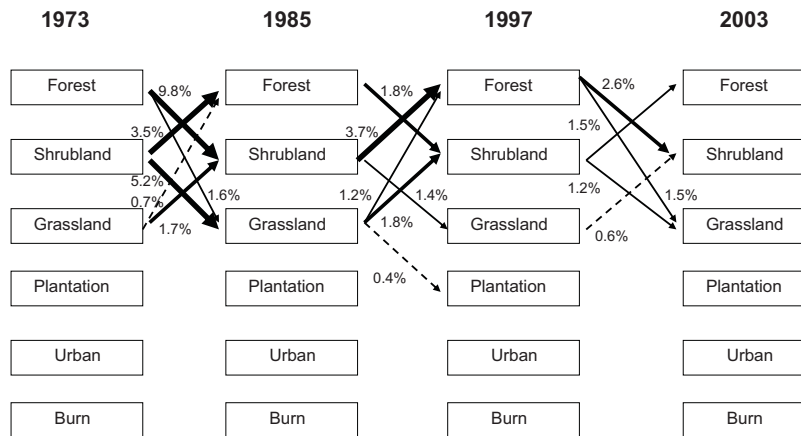 1973 1985 1997 2003
Forest 9.8% Forest 1.8% Forest 2.6% Forest
3.5% 3.7% 1.5%
Shrubland Shrubland Shrubland Shrubland
5.2% 1.6% 1.2% 1.4% 1.2% 1.5%
0.7%
Grassland 1.7% Grassland 1.8% Grassland 0.6% Grassland
0.4%
Plantation Plantation Plantation Plantation
Urban Urban Urban Urban
Burn Burn Burn Burn